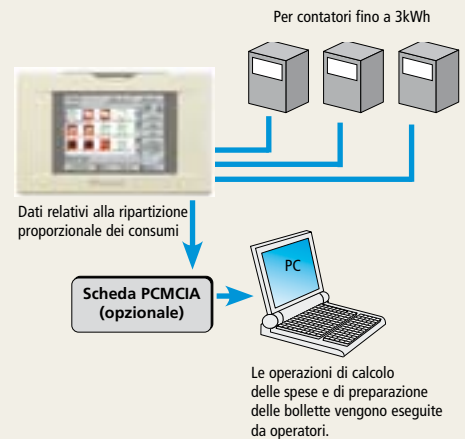 Per contatori fino a 3kWh
Dati relativi alla ripartizione
proporzionale dei consumi
Scheda PCMCIA
(opzionale)
PC
Le operazioni di calcolo
delle spese e di preparazione
delle bollette vengono eseguite
da operatori.